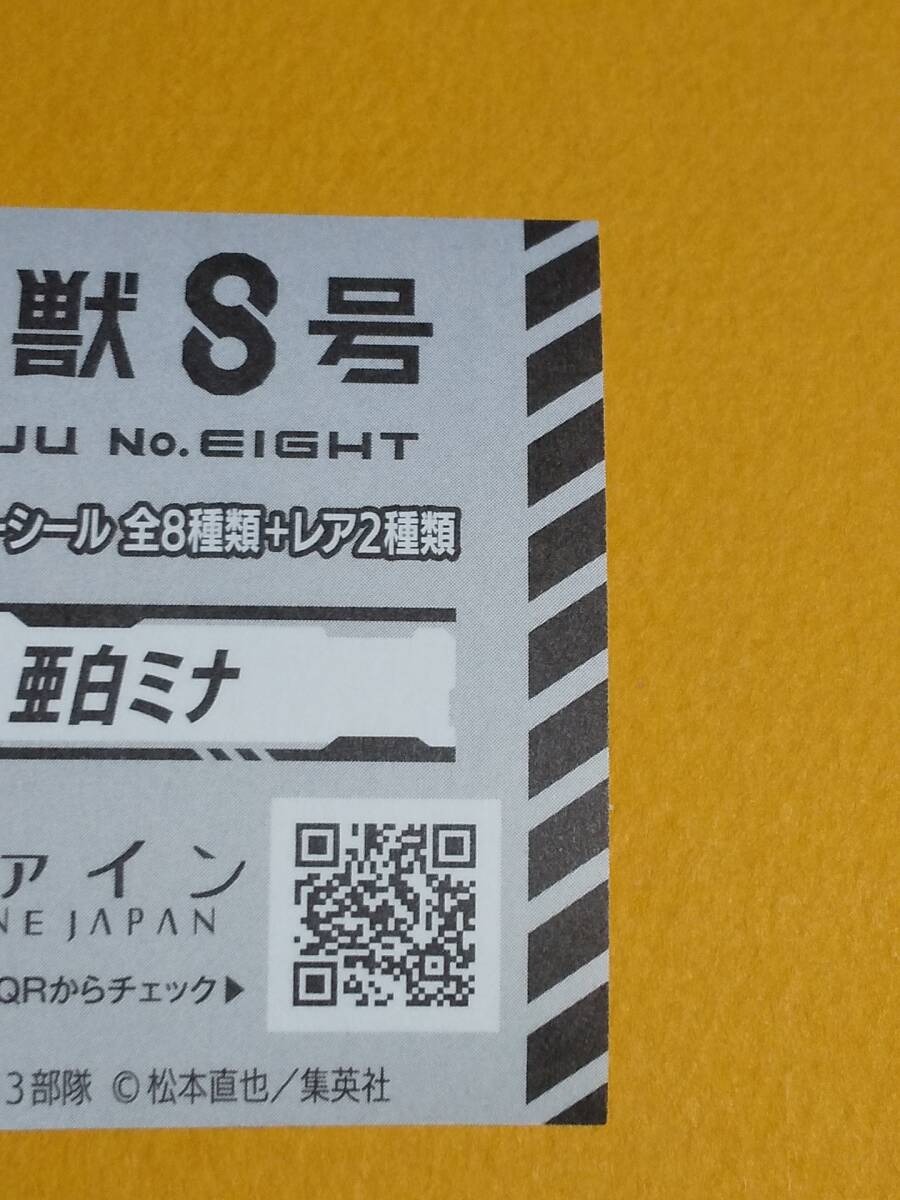 獣8号
JU No.EIGHT
ーシール 全8種類+レア2種類
亜白ミナ
ァイン
NE JAPAN
QRからチェック▶
3部隊 ©松本直也/集英社